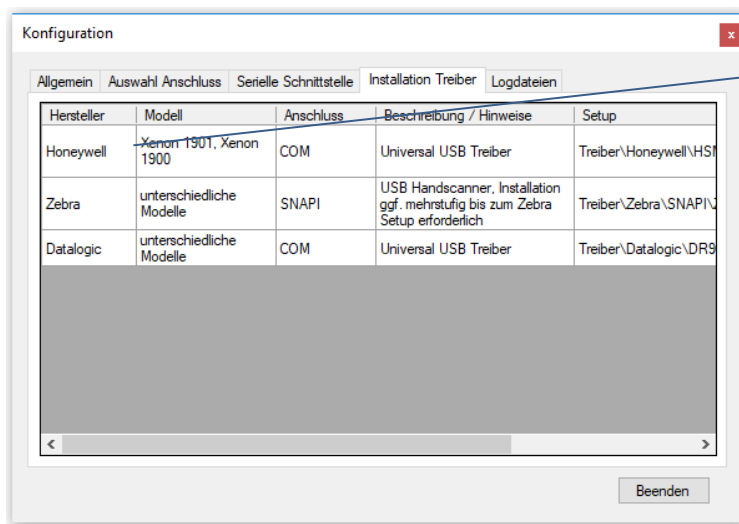 Konfiguration
x
Allgemein Auswahl Anschluss Serielle Schnittstelle Installation Treiber Logdateien
Hersteller Modell Anschluss Beschreibung / Hinweise Setup
Honeywell Xenon 1901, Xenon 1900 COM Universal USB Treiber Treiber\Honeywell\HSM
Zebra unterschiedliche Modelle SNAPI USB Handscanner, Installation ggf. mehrstufig bis zum Zebra Setup erforderlich Treiber\Zebra\SNAPI\
Datalogic unterschiedliche Modelle COM Universal USB Treiber Treiber\Datalogic\DR9
Beenden